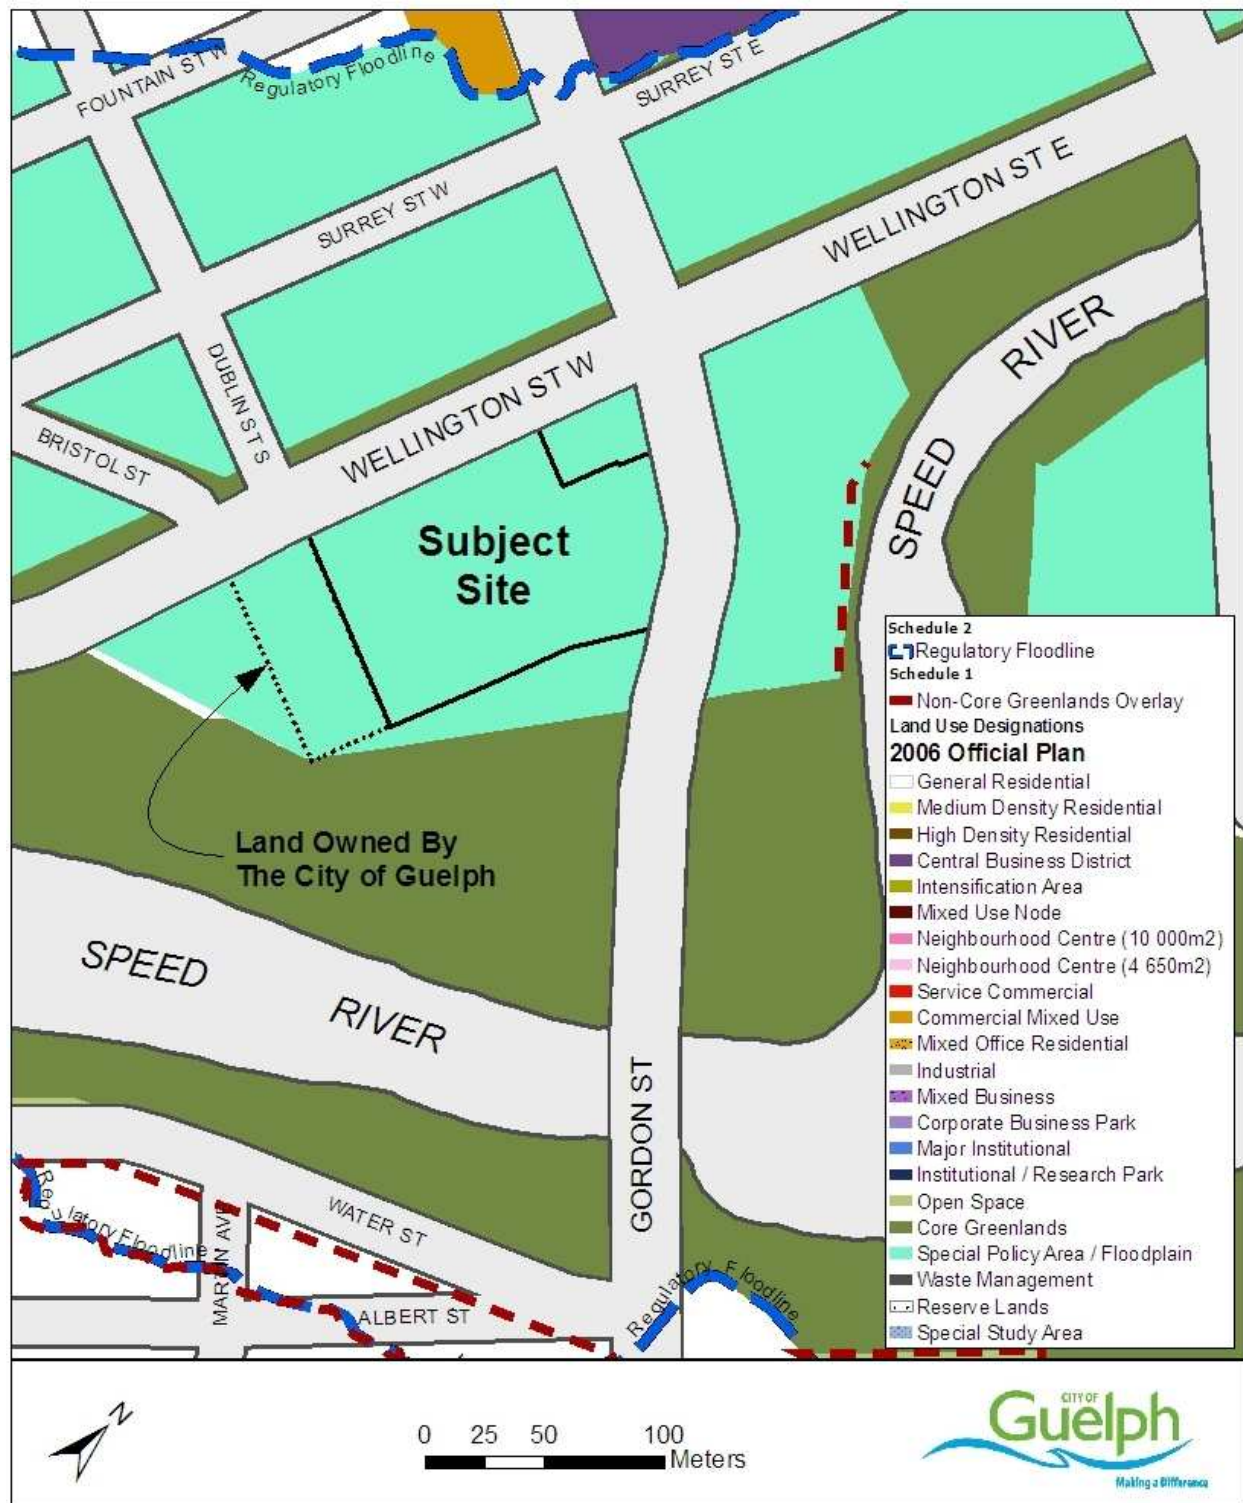 FOUNTAIN ST W
Regulatory Floodline
SURREY ST E
SURREY ST W
WELLINGTON ST E
DUBLIN ST S
BRISTOL ST
WELLINGTON ST W
SPEED RIVER
Subject
Site
Land Owned By
The City of Guelph
SPEED RIVER
GORDON ST
WATER ST
MARTIN AVE
ALBERT ST
Regulatory Floodline
Regulatory Floodline
Schedule 2
Regulatory Floodline
Schedule 1
Non-Core Greenlands Overlay
Land Use Designations
2006 Official Plan
General Residential
Medium Density Residential
High Density Residential
Central Business District
Intensification Area
Mixed Use Node
Neighbourhood Centre (10 000m2)
Neighbourhood Centre (4 650m2)
Service Commercial
Commercial Mixed Use
Mixed Office Residential
Industrial
Mixed Business
Corporate Business Park
Major Institutional
Institutional / Research Park
Open Space
Core Greenlands
Special Policy Area / Floodplain
Waste Management
Reserve Lands
Special Study Area
N
0 25 50 100
Meters
CITY OF
Guelph
Making a Difference